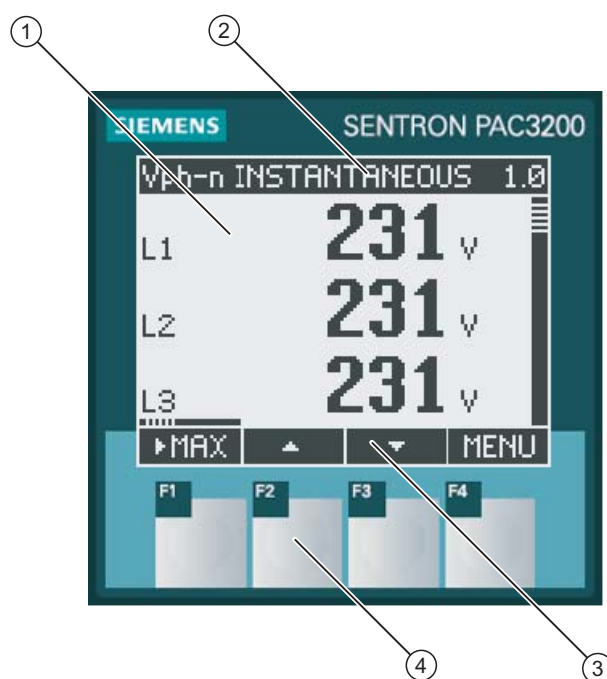 1 2
SIEMENS SENTRON PAC3200
Vph-n INSTANTANEOUS 1.0
L1 231 V
L2 231 V
L3 231 V
MAX MENU
F1 F2 F3 F4
4 3